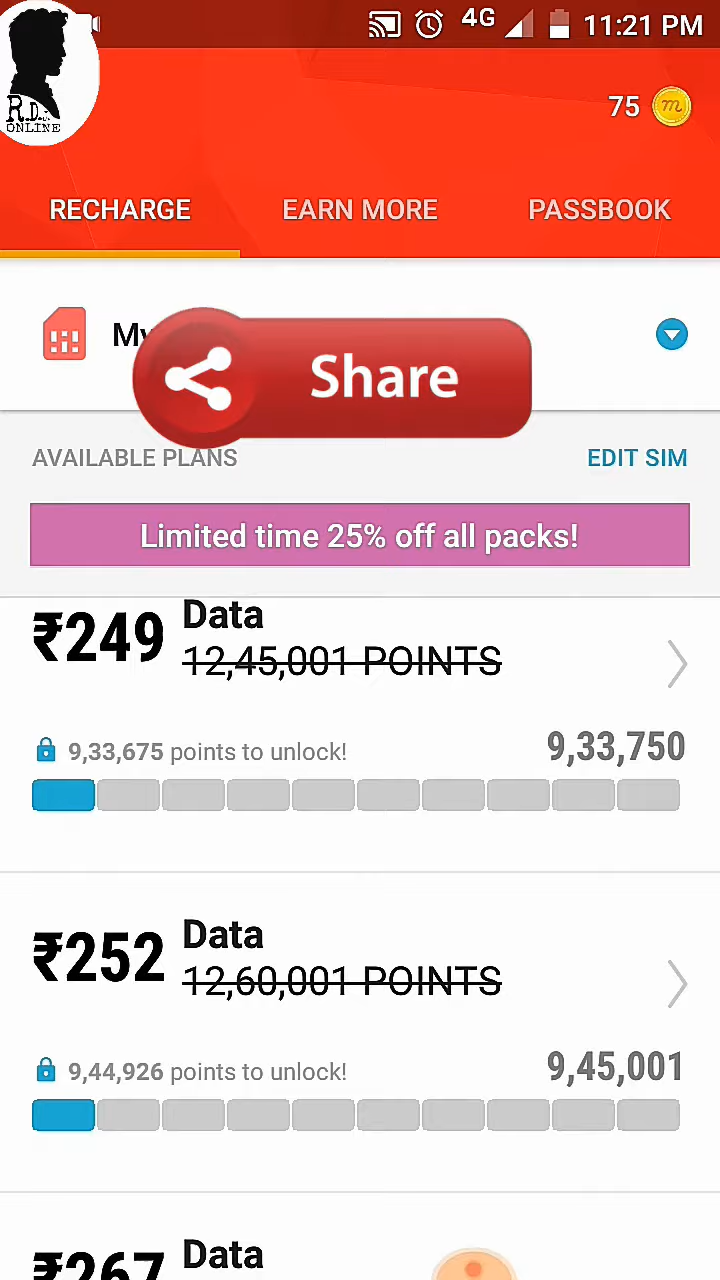 4G 11:21 PM
R.D.
ONLINE
75 m
RECHARGE EARN MORE PASSBOOK
My
Share
AVAILABLE PLANS EDIT SIM
Limited time 25% off all packs!
₹249 Data
12,45,001 POINTS
9,33,675 points to unlock! 9,33,750
₹252 Data
12,60,001 POINTS
9,44,926 points to unlock! 9,45,001
₹267 Data